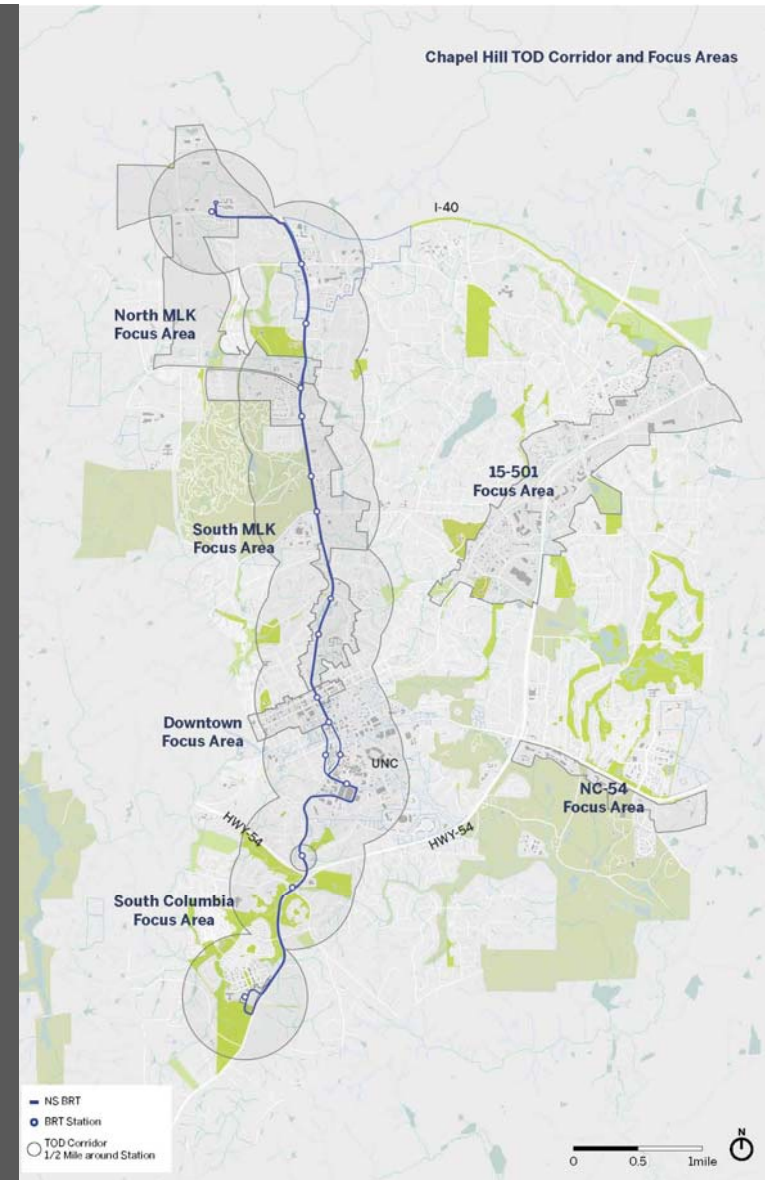 Chapel Hill TOD Corridor and Focus Areas
I-40
North MLK
Focus Area
15-501
Focus Area
South MLK
Focus Area
Downtown
Focus Area
UNC
NC-54
Focus Area
HWY-54
HWY-54
South Columbia
Focus Area
NS BRT
BRT Station
TOD Corridor
1/2 Mile around Station
N
0 0.5 1mile